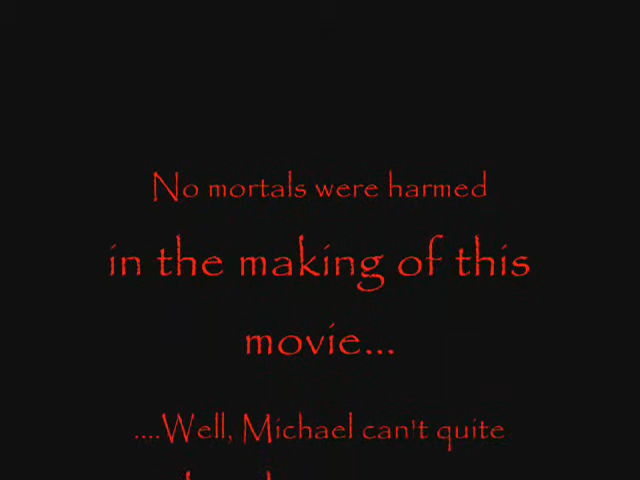 No mortals were harmed
in the making of this
movie...
....Well, Michael can't quite